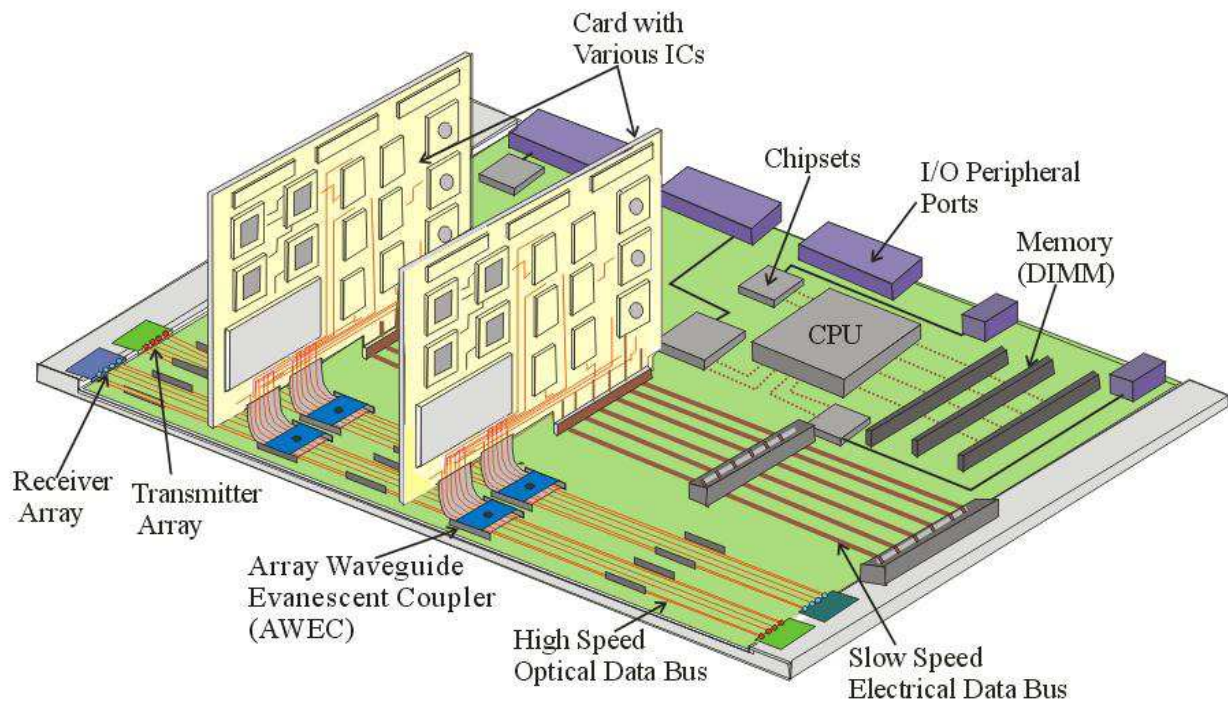 Card with
Various ICs
Chipsets
I/O Peripheral
Ports
Memory
(DIMM)
CPU
Receiver
Array
Transmitter
Array
Array Waveguide
Evanescent Coupler
(AWEC)
High Speed
Optical Data Bus
Slow Speed
Electrical Data Bus